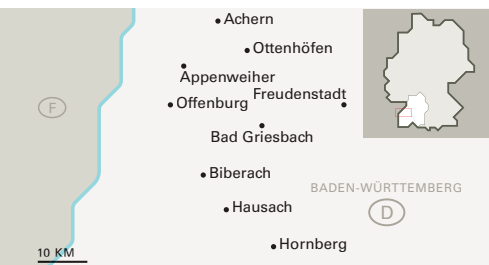 Achern
Ottenhöfen
Appenweiher
Freudenstadt
Offenburg
F
Bad Griesbach
Biberach
BADEN-WÜRTTEMBERG
Hausach
D
Hornberg
10 KM